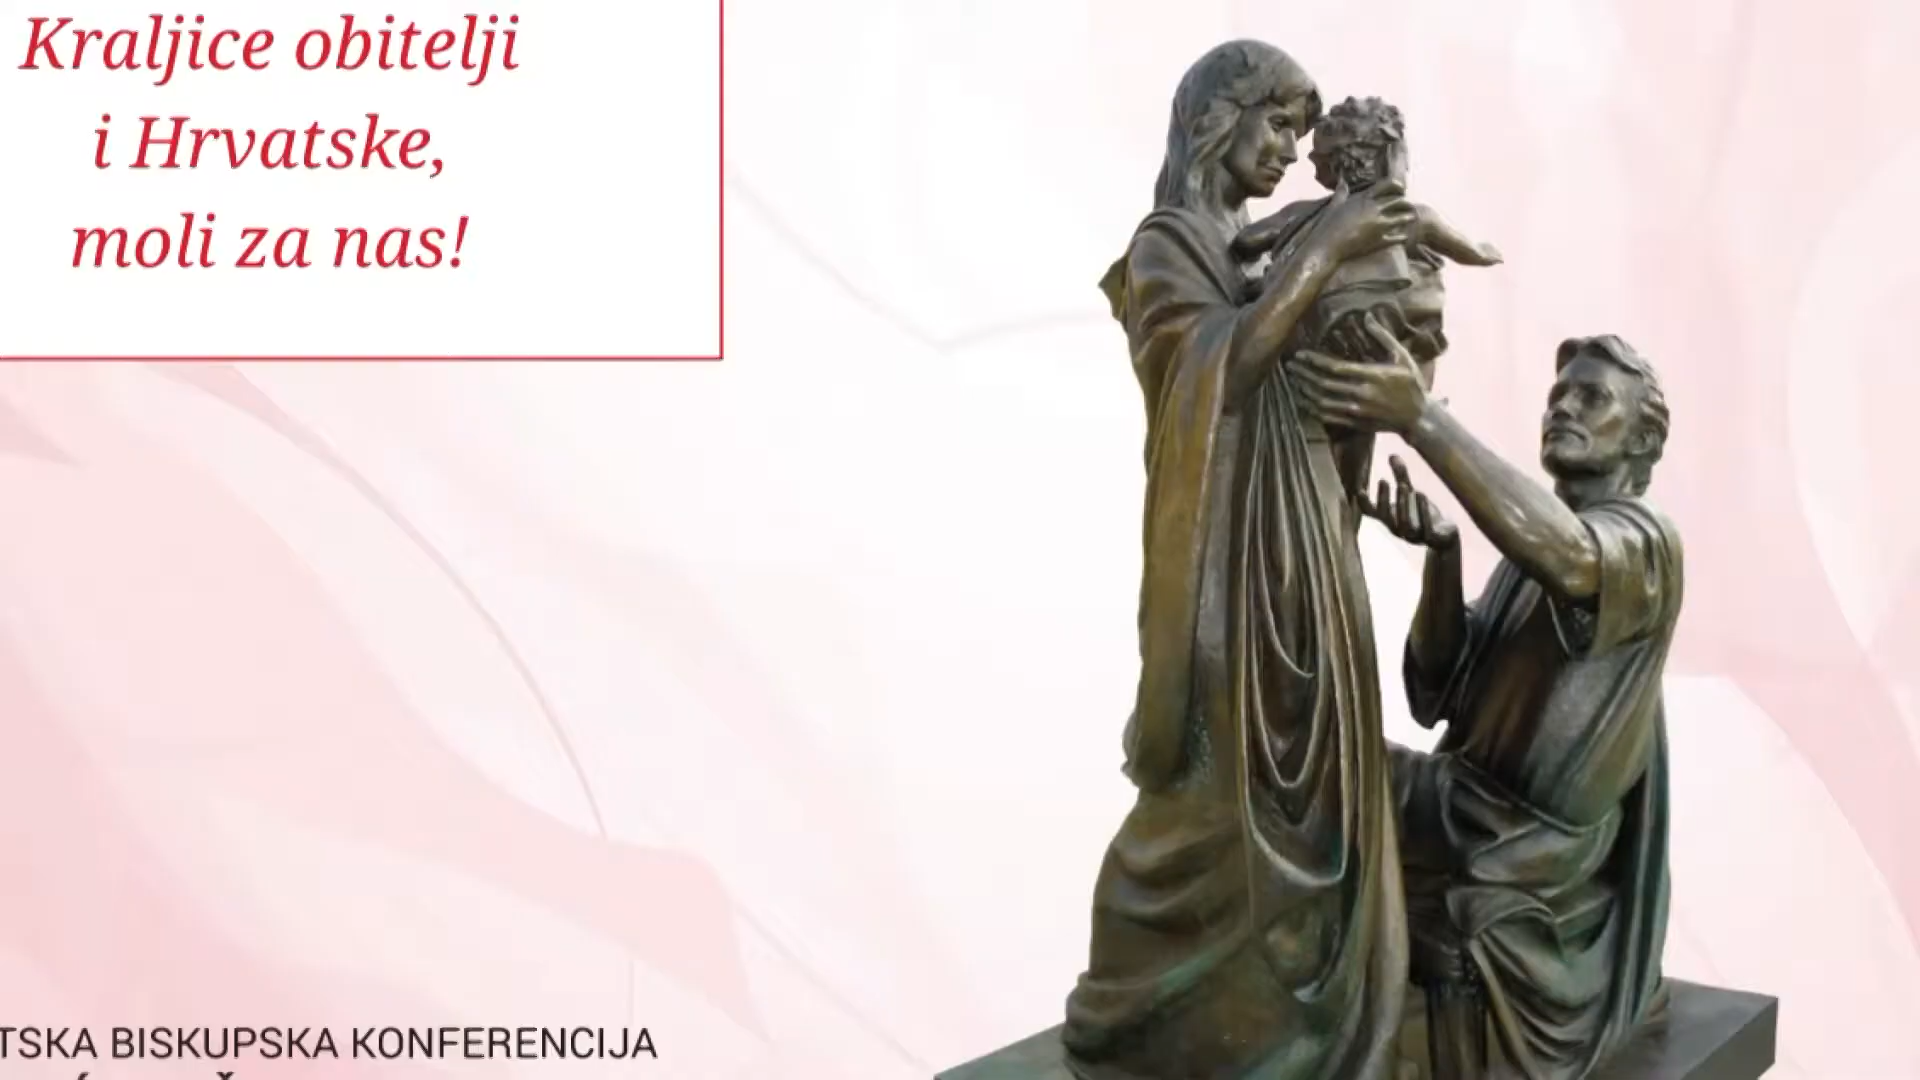 Kraljice obitelji
i Hrvatske,
moli za nas!
TSKA BISKUPSKA KONFERENCIJA